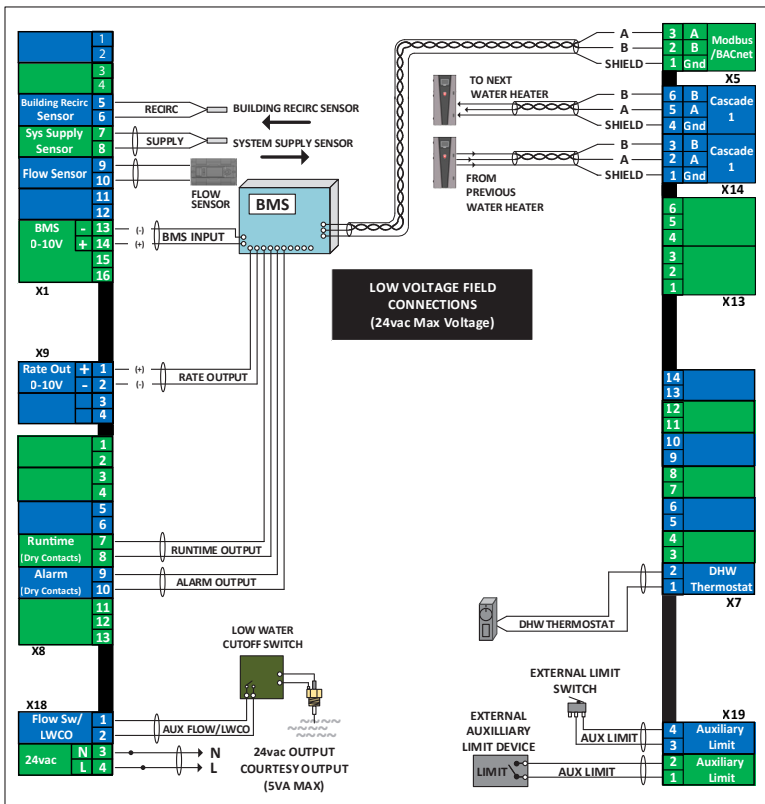 1
2
3
4
Building Recirc Sensor 5
6
RECIRC
BUILDING RECIRC SENSOR
Sys Supply Sensor 7
8
SUPPLY
SYSTEM SUPPLY SENSOR
Flow Sensor 9
10
FLOW SENSOR
11
12
BMS 0-10V - 13 (-)
+ 14 (+)
BMS INPUT
15
16
X1
BMS
LOW VOLTAGE FIELD
CONNECTIONS
(24vac Max Voltage)
X9
Rate Out 0-10V + 1 (+)
- 2 (-)
RATE OUTPUT
3
4
1
2
3
4
5
6
Runtime (Dry Contacts) 7
8
RUNTIME OUTPUT
Alarm (Dry Contacts) 9
10
ALARM OUTPUT
11
12
13
X8
LOW WATER
CUTOFF SWITCH
X18
Flow Sw/ LWCO 1
2
AUX FLOW/LWCO
24vac N 3 N
L 4 L
24vac OUTPUT
COURTESY OUTPUT
(5VA MAX)
A 3 A Modbus
B 2 B /BACnet
SHIELD 1 Gnd
X5
TO NEXT
WATER HEATER
B 6 B Cascade
A 5 A 1
SHIELD 4 Gnd
B 3 B Cascade
A 2 A 1
SHIELD 1 Gnd
FROM
PREVIOUS
WATER HEATER
X14
6
5
4
3
2
1
X13
14
13
12
11
10
9
8
7
6
5
4
3
2 DHW
1 Thermostat
DHW THERMOSTAT
X7
EXTERNAL LIMIT
SWITCH
X19
4 Auxiliary
3 Limit
AUX LIMIT
EXTERNAL
AUXILLIARY
LIMIT DEVICE
LIMIT
AUX LIMIT
2 Auxiliary
1 Limit